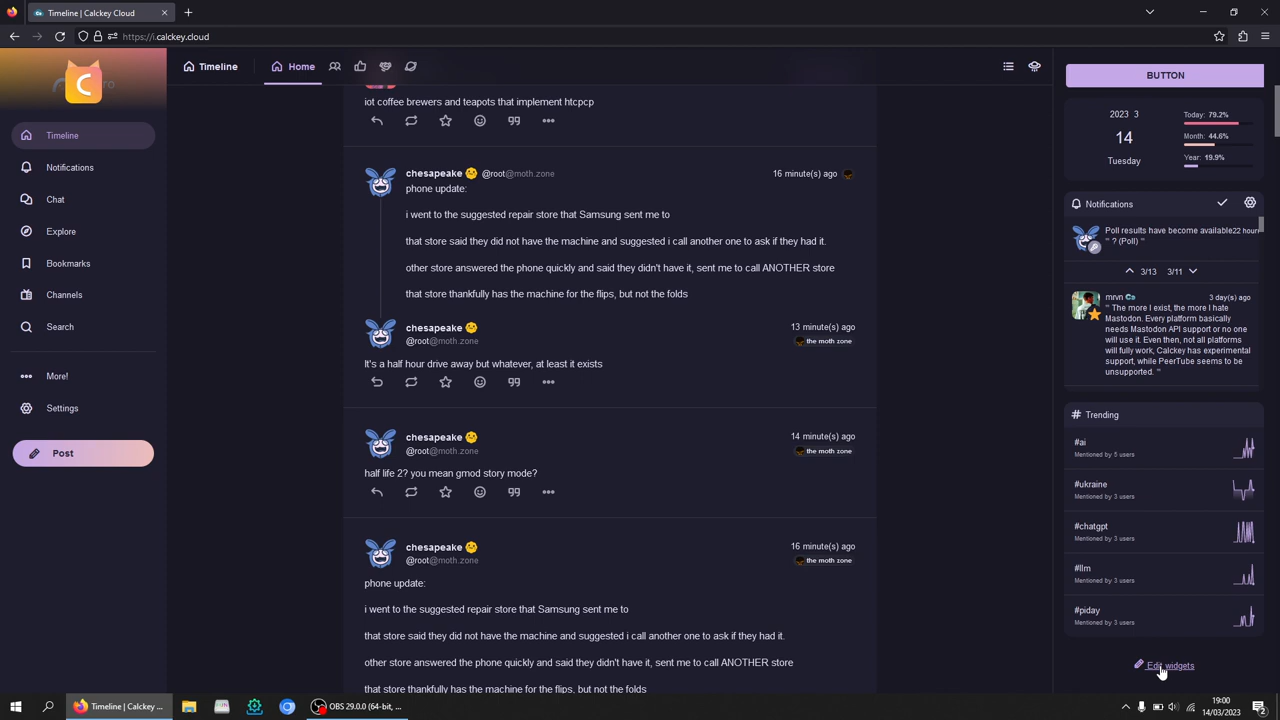 Timeline | Calckey Cloud
https://i.calckey.cloud
Timeline
Notifications
Chat
Explore
Bookmarks
Channels
Search
More!
Settings
Post
Timeline
Home
iot coffee brewers and teapots that implement htcpcp
chesapeake @root@moth.zone
16 minute(s) ago
phone update:
i went to the suggested repair store that Samsung sent me to
that store said they did not have the machine and suggested i call another one to ask if they had it.
other store answered the phone quickly and said they didn't have it, sent me to call ANOTHER store
that store thankfully has the machine for the flips, but not the folds
chesapeake
13 minute(s) ago
@root@moth.zone
the moth zone
It's a half hour drive away but whatever, at least it exists
chesapeake
14 minute(s) ago
@root@moth.zone
the moth zone
half life 2? you mean gmod story mode?
chesapeake
16 minute(s) ago
@root@moth.zone
the moth zone
phone update:
i went to the suggested repair store that Samsung sent me to
that store said they did not have the machine and suggested i call another one to ask if they had it.
other store answered the phone quickly and said they didn't have it, sent me to call ANOTHER store
that store thankfully has the machine for the flips, but not the folds
BUTTON
2023 3
14
Tuesday
Today: 79.2%
Month: 44.6%
Year: 19.9%
Notifications
Poll results have become available 22 hour
" ? (Poll) "
3/13 3/11
mrvn
3 day(s) ago
" The more I exist, the more I hate
Mastodon. Every platform basically
needs Mastodon API support or no one
will use it. Even then, not all platforms
will fully work, Calckey has experimental
support, while PeerTube seems to be
unsupported. "
Trending
#ai
Mentioned by 5 users
#ukraine
Mentioned by 3 users
#chatgpt
Mentioned by 3 users
#llm
Mentioned by 3 users
#piday
Mentioned by 3 users
Edit widgets
Timeline | Calckey ...
OBS 29.0.0 (64-bit, ...
19:00
14/03/2023